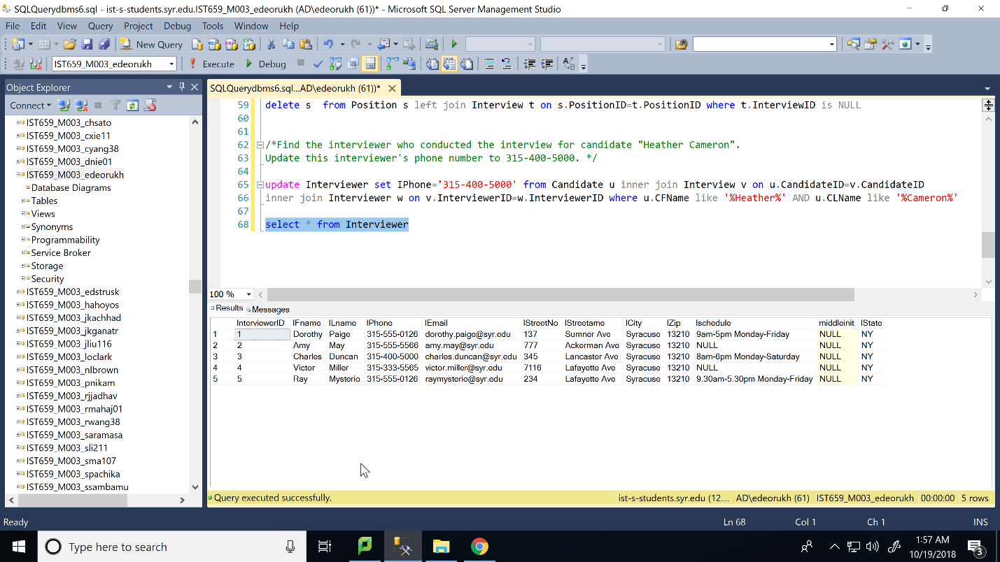 SQLQuerydbms6.sql - ist-s-students.syr.edu.IST659_M003_edeorukh (AD\edeorukh (61))* - Microsoft SQL Server Management Studio
File Edit View Query Project Debug Tools Window Help
New Query
IST659_M003_edeorukh Execute Debug
Object Explorer
Connect
IST659_M003_chsato
IST659_M003_cxie11
IST659_M003_cyang38
IST659_M003_dnie01
IST659_M003_edeorukh
Database Diagrams
Tables
Views
Synonyms
Programmability
Service Broker
Storage
Security
IST659_M003_edstrusk
IST659_M003_hahoyos
IST659_M003_jkachhad
IST659_M003_jkganatr
IST659_M003_jliu116
IST659_M003_loclark
IST659_M003_nlbrown
IST659_M003_pnikam
IST659_M003_rjjadhav
IST659_M003_rmahaj01
IST659_M003_rwang38
IST659_M003_saramasa
IST659_M003_sli211
IST659_M003_sma107
IST659_M003_spachika
IST659_M003_ssambamu
SQLQuerydbms6.sql...AD\edeorukh (61))*
59 delete s from Position s left join Interview t on s.PositionID=t.PositionID where t.InterviewID is NULL
60
61
62 /*Find the interviewer who conducted the interview for candidate "Heather Cameron".
63 Update this interviewer's phone number to 315-400-5000. */
64
65 update Interviewer set IPhone='315-400-5000' from Candidate u inner join Interview v on u.CandidateID=v.CandidateID
66 inner join Interviewer w on v.InterviewerID=w.InterviewerID where u.CFName like '%Heather%' AND u.CLName like '%Cameron%'
67
68 select * from Interviewer
100 %
Results Messages
InterviewerID IFname ILname IPhone IEmail IStreetNo IStreetame ICity IZip Ischedule middleinit IState
1 1 Dorothy Paige 315-555-0126 dorothy.paige@syr.edu 137 Sumner Ave Syracuse 13210 9am-5pm Monday-Friday NULL NY
2 2 Amy May 315-555-5566 amy.may@syr.edu 777 Ackerman Ave Syracuse 13210 NULL NULL NY
3 3 Charles Duncan 315-400-5000 charles.duncan@syr.edu 345 Lancaster Ave Syracuse 13210 8am-6pm Monday-Saturday NULL NY
4 4 Victor Miller 315-333-5565 victor.miller@syr.edu 7116 Lafayette Ave Syracuse 13210 NULL NULL NY
5 5 Ray Mysterio 315-555-0126 raymysterio@syr.edu 234 Lafayette Ave Syracuse 13210 9.30am-5.30pm Monday-Friday NULL NY
Query executed successfully. ist-s-students.syr.edu (12.... AD\edeorukh (61) IST659_M003_edeorukh 00:00:00 5 rows
Ready Ln 68 Col 1 Ch 1 INS
Type here to search
1:57 AM
10/19/2018
3